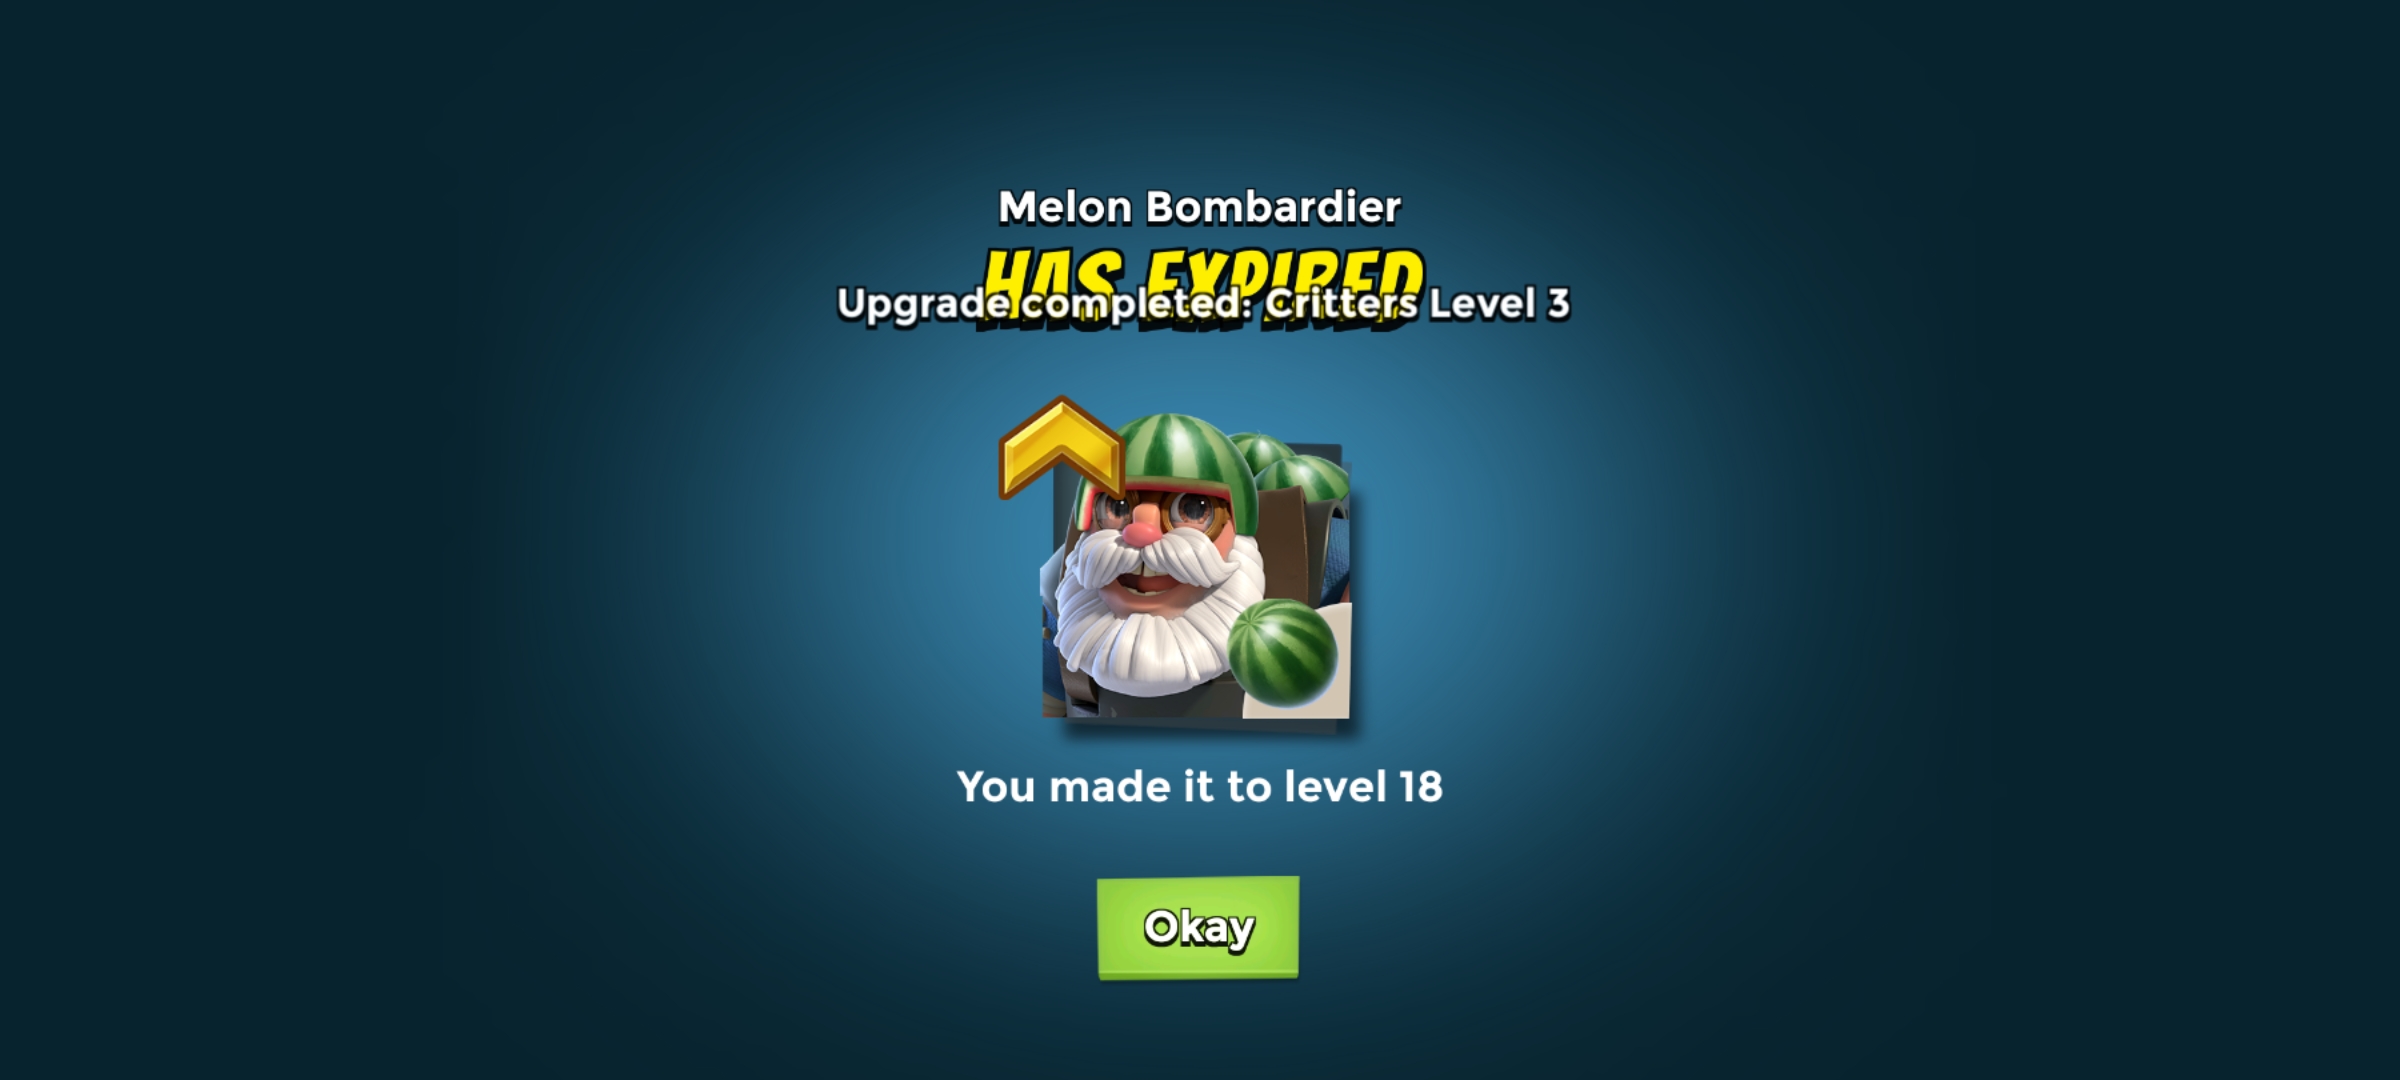 Melon Bombardier
HAS EXPIRED
Upgrade completed: Critters Level 3
You made it to level 18
Okay